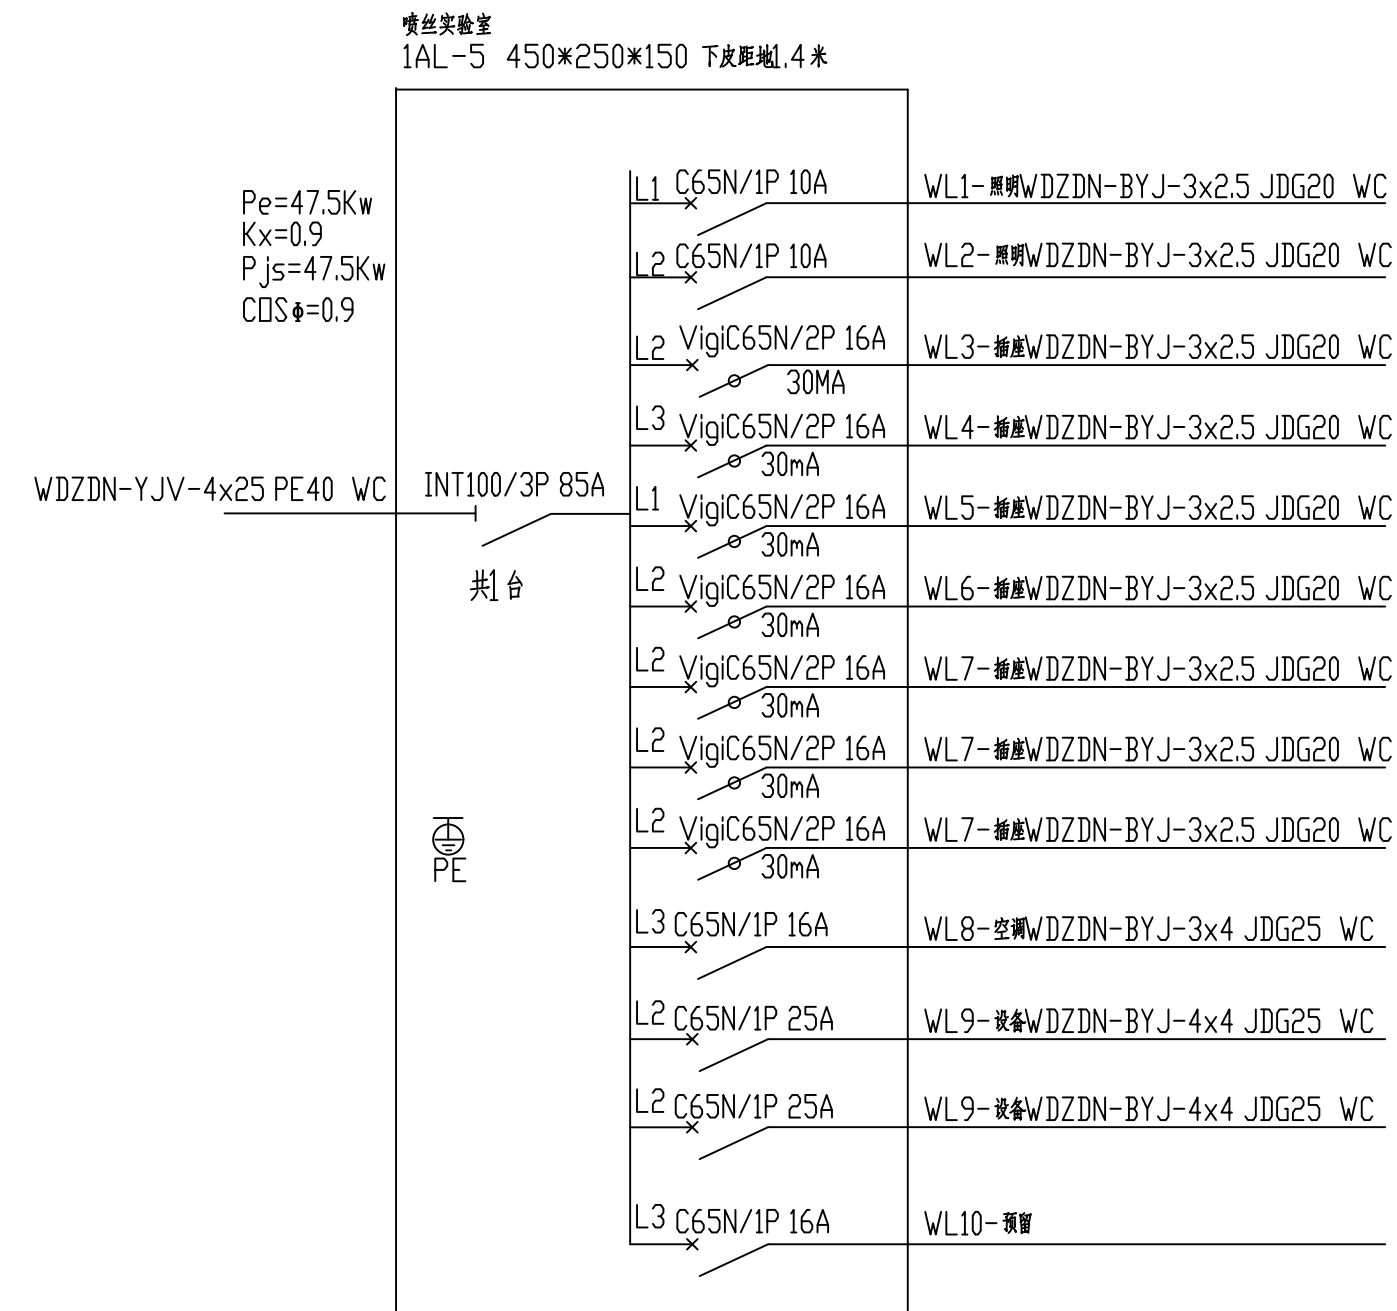 喷丝实验室
1AL-5 450*250*150 下皮距地1.4米
Pe=47.5Kw
Kx=0.9
Pjs=47.5Kw
COSΦ=0.9
WDZDN-YJV-4x25 PE40 WC
INT100/3P 85A
共1台
PE
L1 C65N/1P 10A WL1-照明WDZDN-BYJ-3x2.5 JDG20 WC
L2 C65N/1P 10A WL2-照明WDZDN-BYJ-3x2.5 JDG20 WC
L2 VigiC65N/2P 16A WL3-插座WDZDN-BYJ-3x2.5 JDG20 WC
30MA
L3 VigiC65N/2P 16A WL4-插座WDZDN-BYJ-3x2.5 JDG20 WC
30mA
L1 VigiC65N/2P 16A WL5-插座WDZDN-BYJ-3x2.5 JDG20 WC
30mA
L2 VigiC65N/2P 16A WL6-插座WDZDN-BYJ-3x2.5 JDG20 WC
30mA
L2 VigiC65N/2P 16A WL7-插座WDZDN-BYJ-3x2.5 JDG20 WC
30mA
L2 VigiC65N/2P 16A WL7-插座WDZDN-BYJ-3x2.5 JDG20 WC
30mA
L2 VigiC65N/2P 16A WL7-插座WDZDN-BYJ-3x2.5 JDG20 WC
30mA
L3 C65N/1P 16A WL8-空调WDZDN-BYJ-3x4 JDG25 WC
L2 C65N/1P 25A WL9-设备WDZDN-BYJ-4x4 JDG25 WC
L2 C65N/1P 25A WL9-设备WDZDN-BYJ-4x4 JDG25 WC
L3 C65N/1P 16A WL10-预留